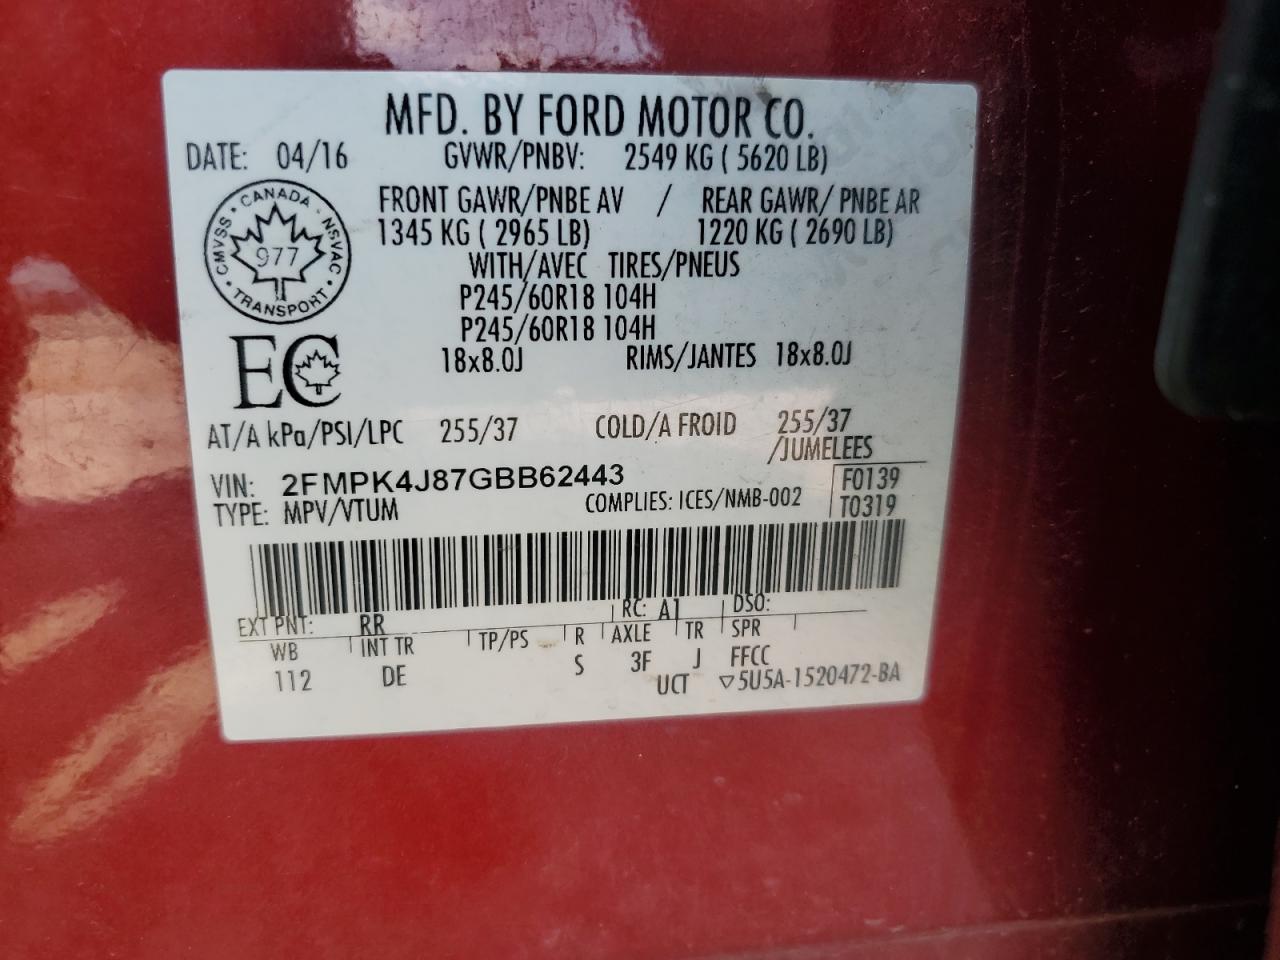 MFD. BY FORD MOTOR CO.
DATE: 04/16 GVWR/PNBV: 2549 KG ( 5620 LB)
FRONT GAWR/PNBE AV / REAR GAWR/ PNBE AR
1345 KG ( 2965 LB) 1220 KG ( 2690 LB)
WITH/AVEC TIRES/PNEUS
P245/60R18 104H
P245/60R18 104H
18x8.0J RIMS/JANTES 18x8.0J
CMVSS · CANADA · NSVAC · TRANSPORT ·
977
EC
AT/A kPa/PSI/LPC 255/37 COLD/A FROID 255/37
/JUMELEES
VIN: 2FMPK4J87GBB62443 F0139
TYPE: MPV/VTUM COMPLIES: ICES/NMB-002 T0319
EXT PNT: RR RC: A1 DSO:
WB INT TR TP/PS R AXLE TR SPR
112 DE S 3F J FFCC
UCT ▽5U5A-1520472-BA